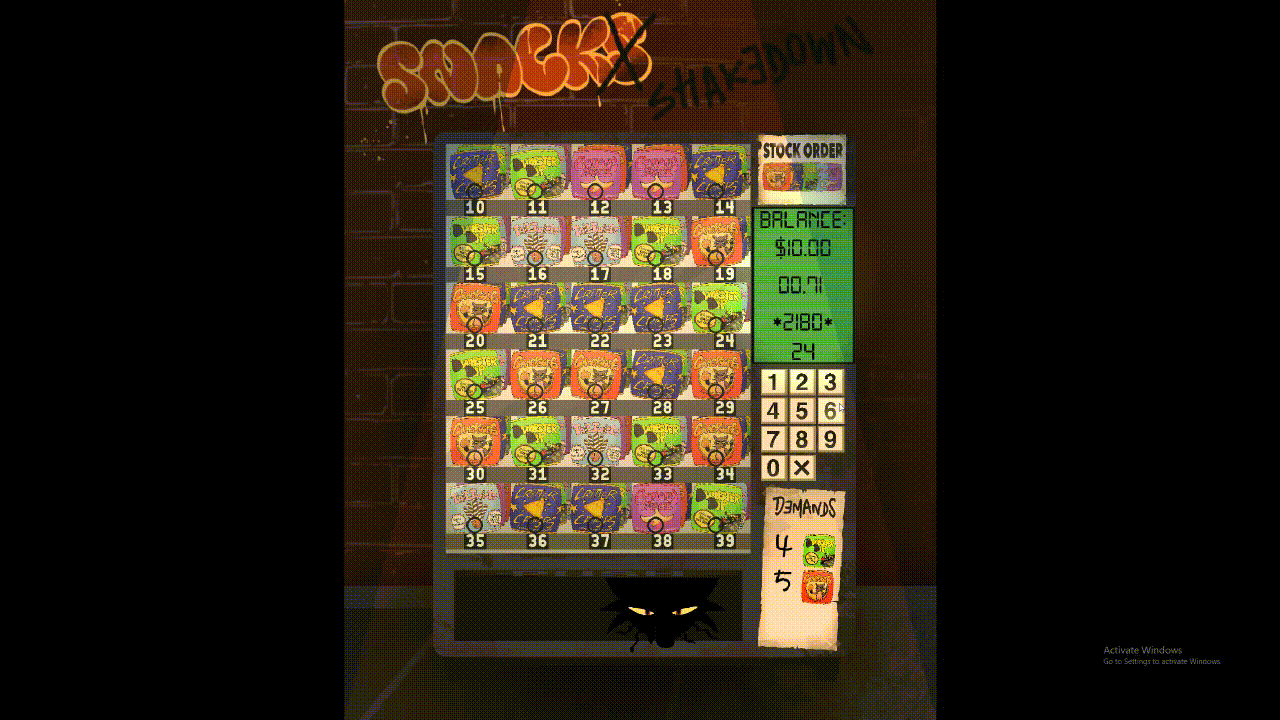 SNACKS
SHAKEDOWN
STOCK ORDER
BALANCE:
$10.00
00.71
*2180*
24
10 11 12 13 14
15 16 17 18 19
20 21 22 23 24
25 26 27 28 29
30 31 32 33 34
35 36 37 38 39
1 2 3
4 5 6
7 8 9
0 X
DEMANDS
4
5
Activate Windows
Go to Settings to activate Windows.